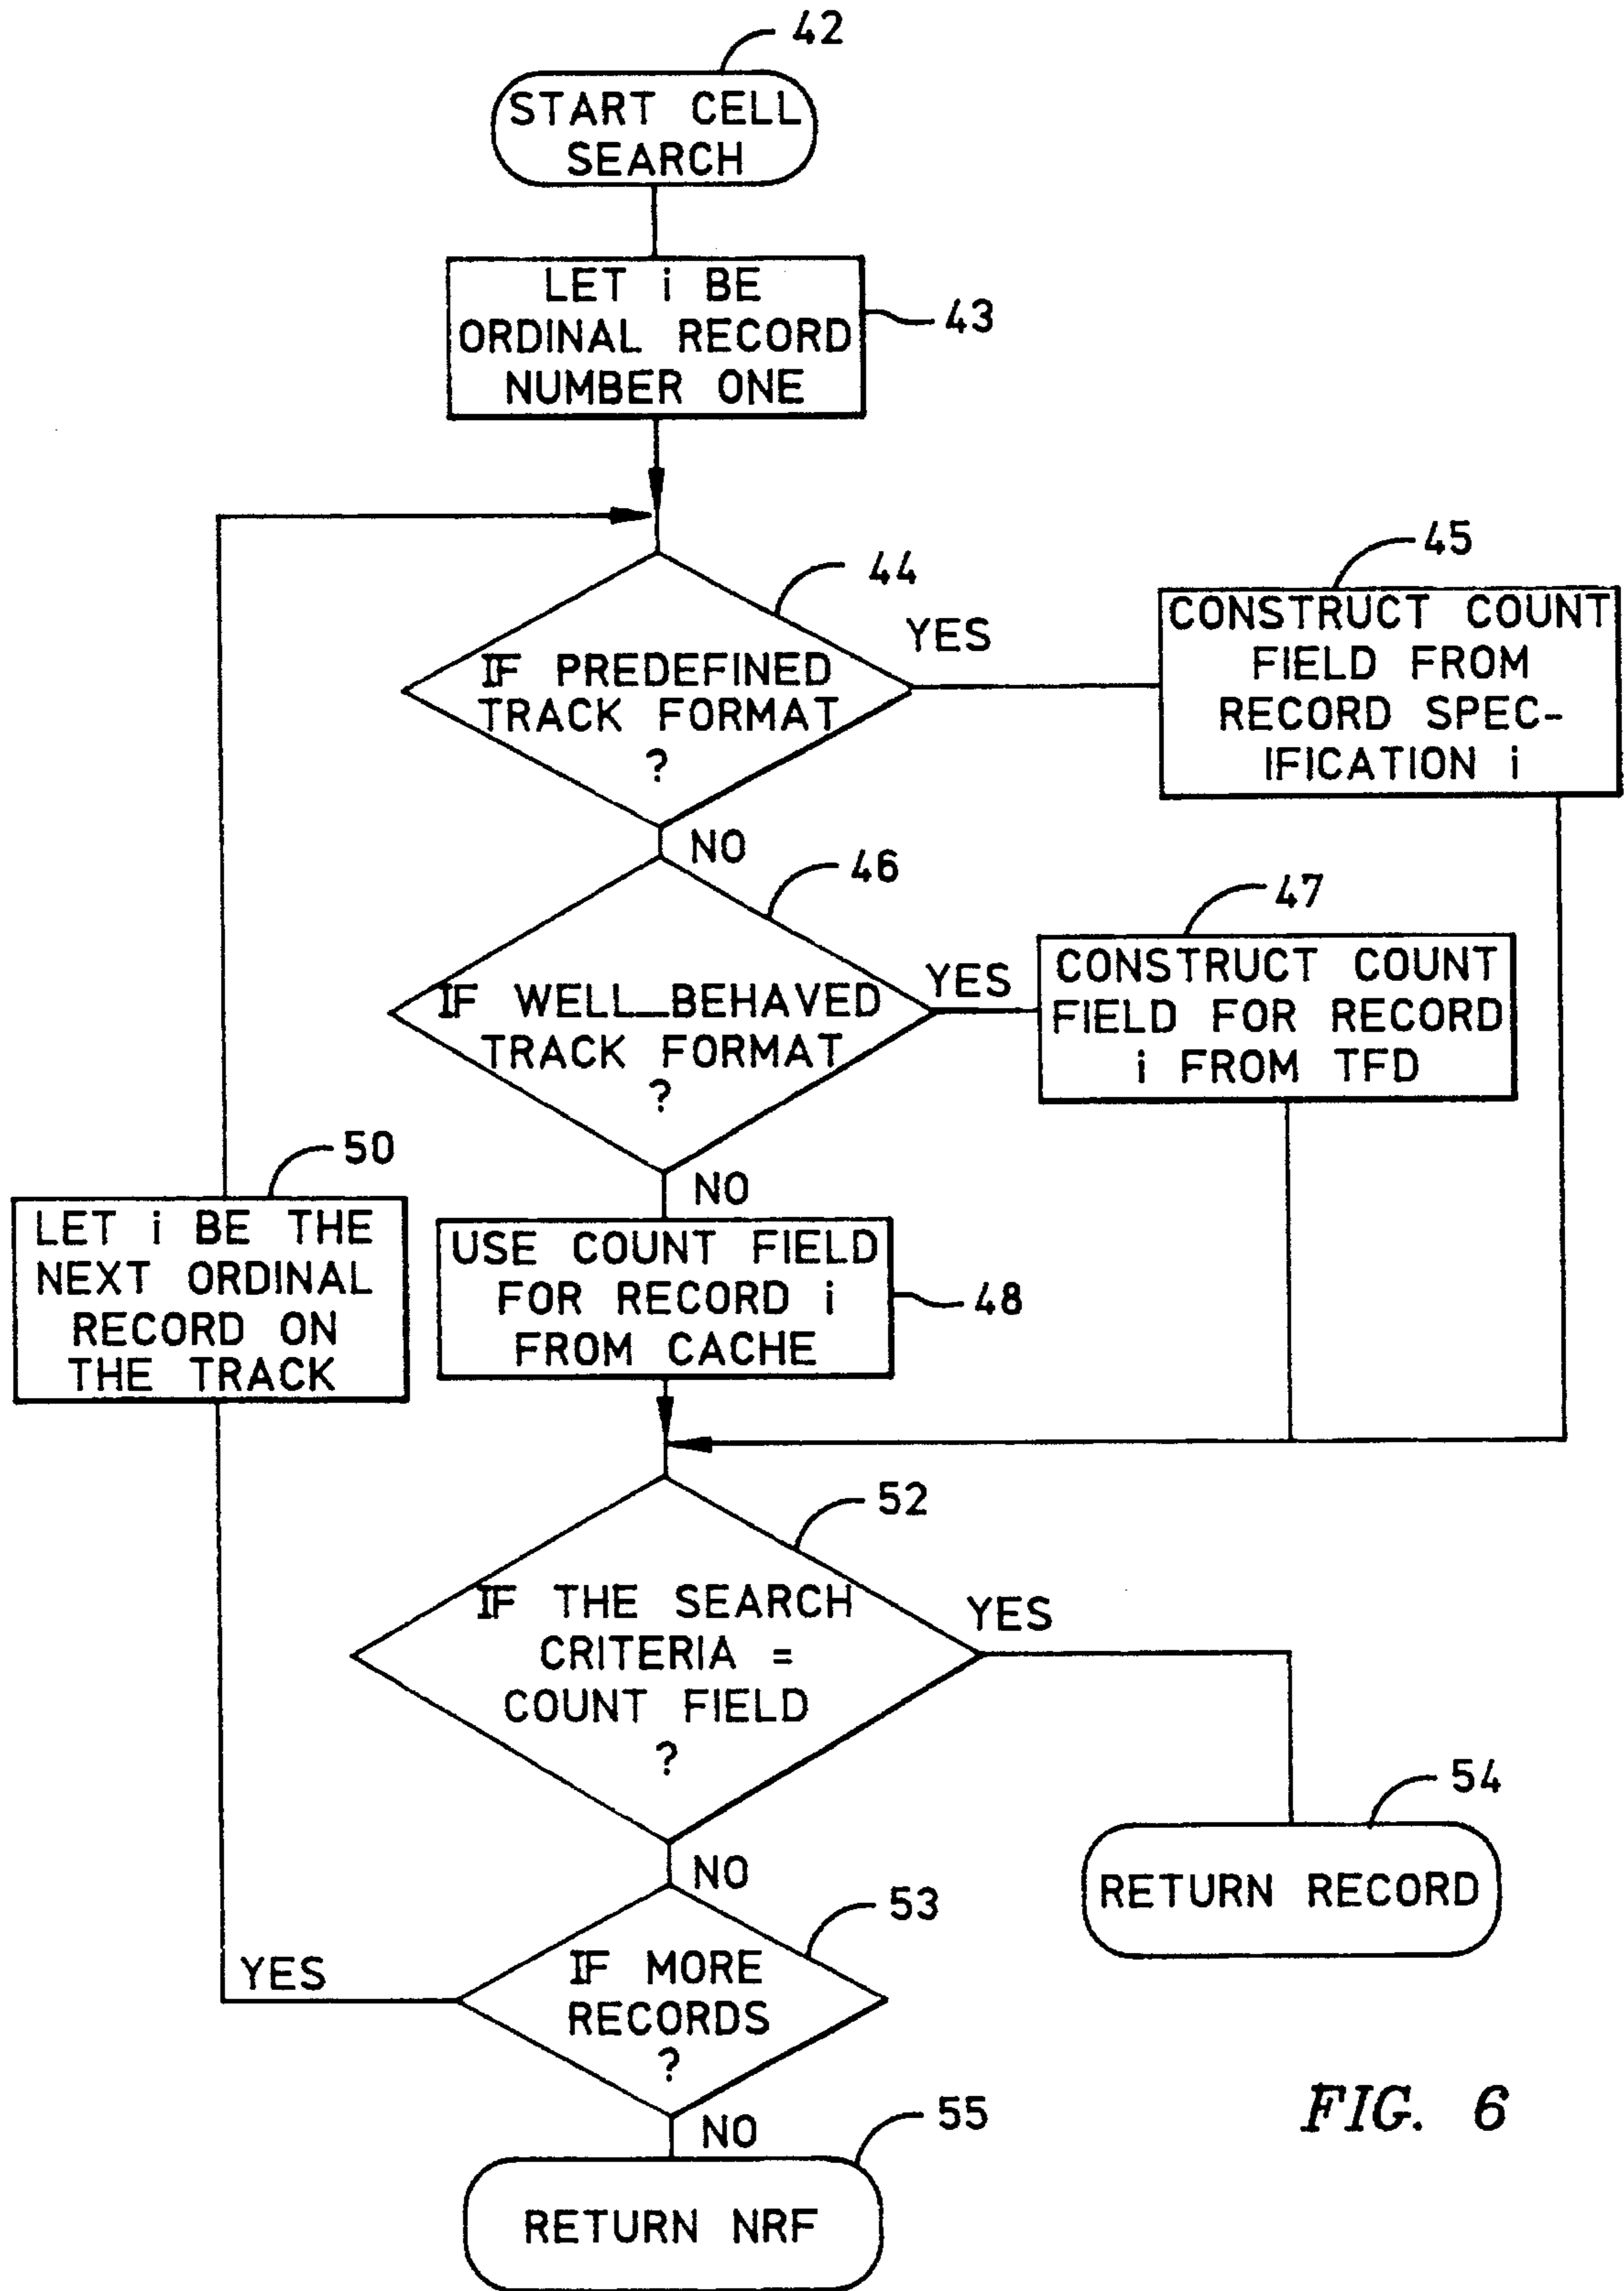 42
START CELL
SEARCH
LET i BE
ORDINAL RECORD
NUMBER ONE
43
44
IF PREDEFINED
TRACK FORMAT
?
YES
NO
45
CONSTRUCT COUNT
FIELD FROM
RECORD SPEC-
IFICATION i
46
IF WELL_BEHAVED
TRACK FORMAT
?
YES
NO
47
CONSTRUCT COUNT
FIELD FOR RECORD
i FROM TFD
50
LET i BE THE
NEXT ORDINAL
RECORD ON
THE TRACK
USE COUNT FIELD
FOR RECORD i
FROM CACHE
48
52
IF THE SEARCH
CRITERIA =
COUNT FIELD
?
YES
NO
54
RETURN RECORD
53
IF MORE
RECORDS
?
YES
NO
55
RETURN NRF
FIG. 6